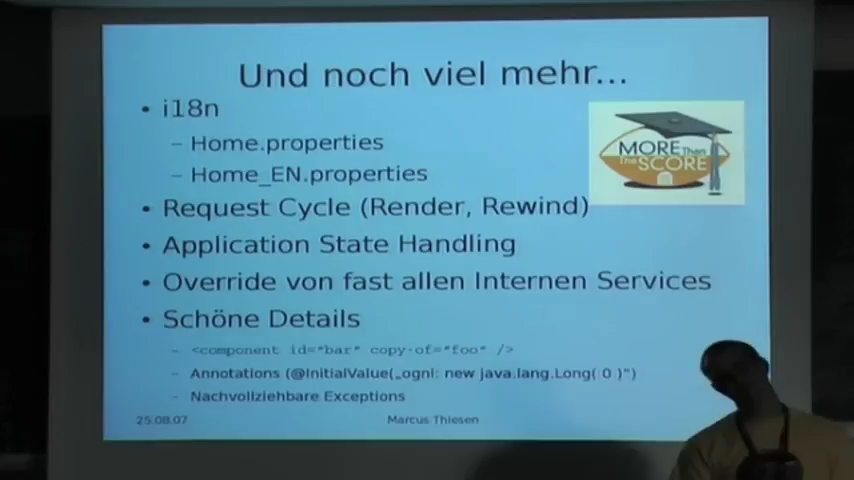 Und noch viel mehr...
• i18n
– Home.properties
– Home_EN.properties
MORE Than
The SCORE
• Request Cycle (Render, Rewind)
• Application State Handling
• Override von fast allen Internen Services
• Schöne Details
– <component id="bar" copy-of="foo" />
– Annotations (@InitialValue(„ognl: new java.lang.Long( 0 )")
– Nachvollziehbare Exceptions
25.08.07 Marcus Thiesen